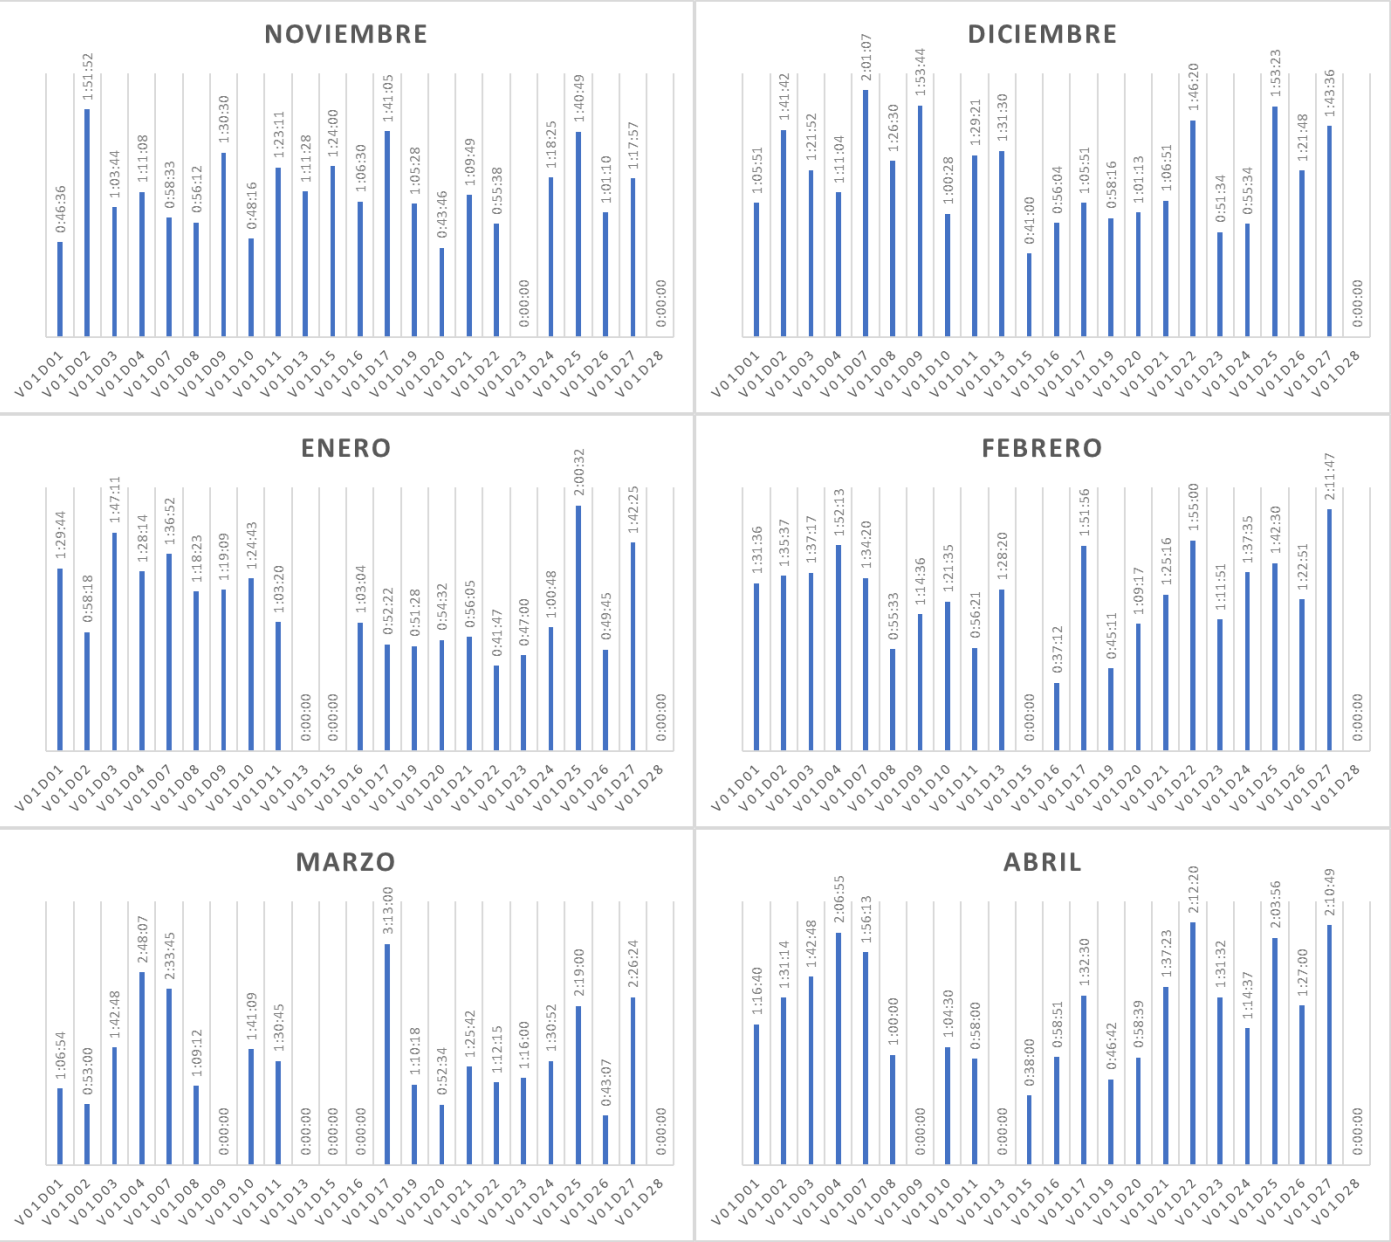 NOVIEMBRE
0:46:36
1:51:52
1:03:44
1:11:08
0:58:33
0:56:12
1:30:30
0:48:16
1:23:11
1:11:28
1:24:00
1:06:30
1:41:05
1:05:28
0:43:46
1:09:49
0:55:38
0:00:00
1:18:25
1:40:49
1:01:10
1:17:57
0:00:00
V01D01
V01D02
V01D03
V01D04
V01D07
V01D08
V01D09
V01D10
V01D11
V01D13
V01D15
V01D16
V01D17
V01D19
V01D20
V01D21
V01D22
V01D23
V01D24
V01D25
V01D26
V01D27
V01D28
DICIEMBRE
1:05:51
1:41:42
1:21:52
1:11:04
2:01:07
1:26:30
1:53:44
1:00:28
1:29:21
1:31:30
0:41:00
0:56:04
1:05:51
0:58:16
1:01:13
1:06:51
1:46:20
0:51:34
0:55:34
1:53:23
1:21:48
1:43:36
0:00:00
V01D01
V01D02
V01D03
V01D04
V01D07
V01D08
V01D09
V01D10
V01D11
V01D13
V01D15
V01D16
V01D17
V01D19
V01D20
V01D21
V01D22
V01D23
V01D24
V01D25
V01D26
V01D27
V01D28
ENERO
1:29:44
0:58:18
1:47:11
1:28:14
1:36:52
1:18:23
1:19:09
1:24:43
1:03:20
0:00:00
0:00:00
1:03:04
0:52:22
0:51:28
0:54:32
0:56:05
0:41:47
0:47:00
1:00:48
2:00:32
0:49:45
1:42:25
0:00:00
V01D01
V01D02
V01D03
V01D04
V01D07
V01D08
V01D09
V01D10
V01D11
V01D13
V01D15
V01D16
V01D17
V01D19
V01D20
V01D21
V01D22
V01D23
V01D24
V01D25
V01D26
V01D27
V01D28
FEBRERO
1:31:36
1:35:37
1:37:17
1:52:13
1:34:20
0:55:33
1:14:36
1:21:35
0:56:21
1:28:20
0:00:00
0:37:12
1:51:56
0:45:11
1:09:17
1:25:16
1:55:00
1:11:51
1:37:35
1:42:30
1:22:51
2:11:47
0:00:00
V01D01
V01D02
V01D03
V01D04
V01D07
V01D08
V01D09
V01D10
V01D11
V01D13
V01D15
V01D16
V01D17
V01D19
V01D20
V01D21
V01D22
V01D23
V01D24
V01D25
V01D26
V01D27
V01D28
MARZO
1:06:54
0:53:00
1:42:48
2:48:07
2:33:45
1:09:12
0:00:00
1:41:09
1:30:45
0:00:00
0:00:00
0:00:00
3:13:00
1:10:18
0:52:34
1:25:42
1:12:15
1:16:00
1:30:52
2:19:00
0:43:07
2:26:24
0:00:00
V01D01
V01D02
V01D03
V01D04
V01D07
V01D08
V01D09
V01D10
V01D11
V01D13
V01D15
V01D16
V01D17
V01D19
V01D20
V01D21
V01D22
V01D23
V01D24
V01D25
V01D26
V01D27
V01D28
ABRIL
1:16:40
1:31:14
1:42:48
2:06:55
1:56:13
1:00:00
0:00:00
1:04:30
0:58:00
0:00:00
0:38:00
0:58:51
1:32:30
0:46:42
0:58:39
1:37:23
2:12:20
1:31:32
1:14:37
2:03:56
1:27:00
2:10:49
0:00:00
V01D01
V01D02
V01D03
V01D04
V01D07
V01D08
V01D09
V01D10
V01D11
V01D13
V01D15
V01D16
V01D17
V01D19
V01D20
V01D21
V01D22
V01D23
V01D24
V01D25
V01D26
V01D27
V01D28